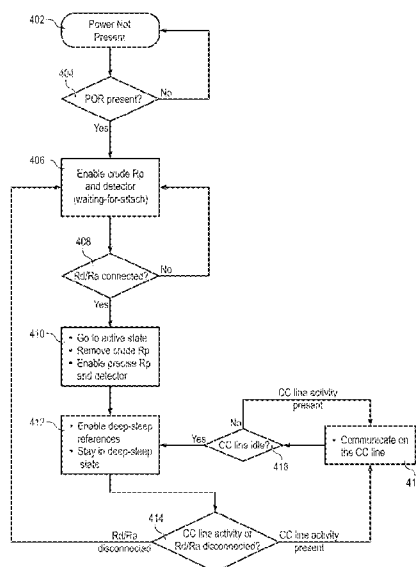 402
Power Not
Present
404
POR present?
No
Yes
406
Enable crude Rp
and detector
(waiting-for-attach)
408
Rd/Ra connected?
No
Yes
410
• Go to active state
• Remove crude Rp
• Enable precise Rp
and detector
412
• Enable deep-sleep
references
• Stay in deep-sleep
state
No
CC line activity
present
Yes
CC line idle?
418
• Communicate on
the CC line
41
414
CC line activity or
Rd/Ra disconnected?
Rd/Ra
disconnected
CC line activity
present